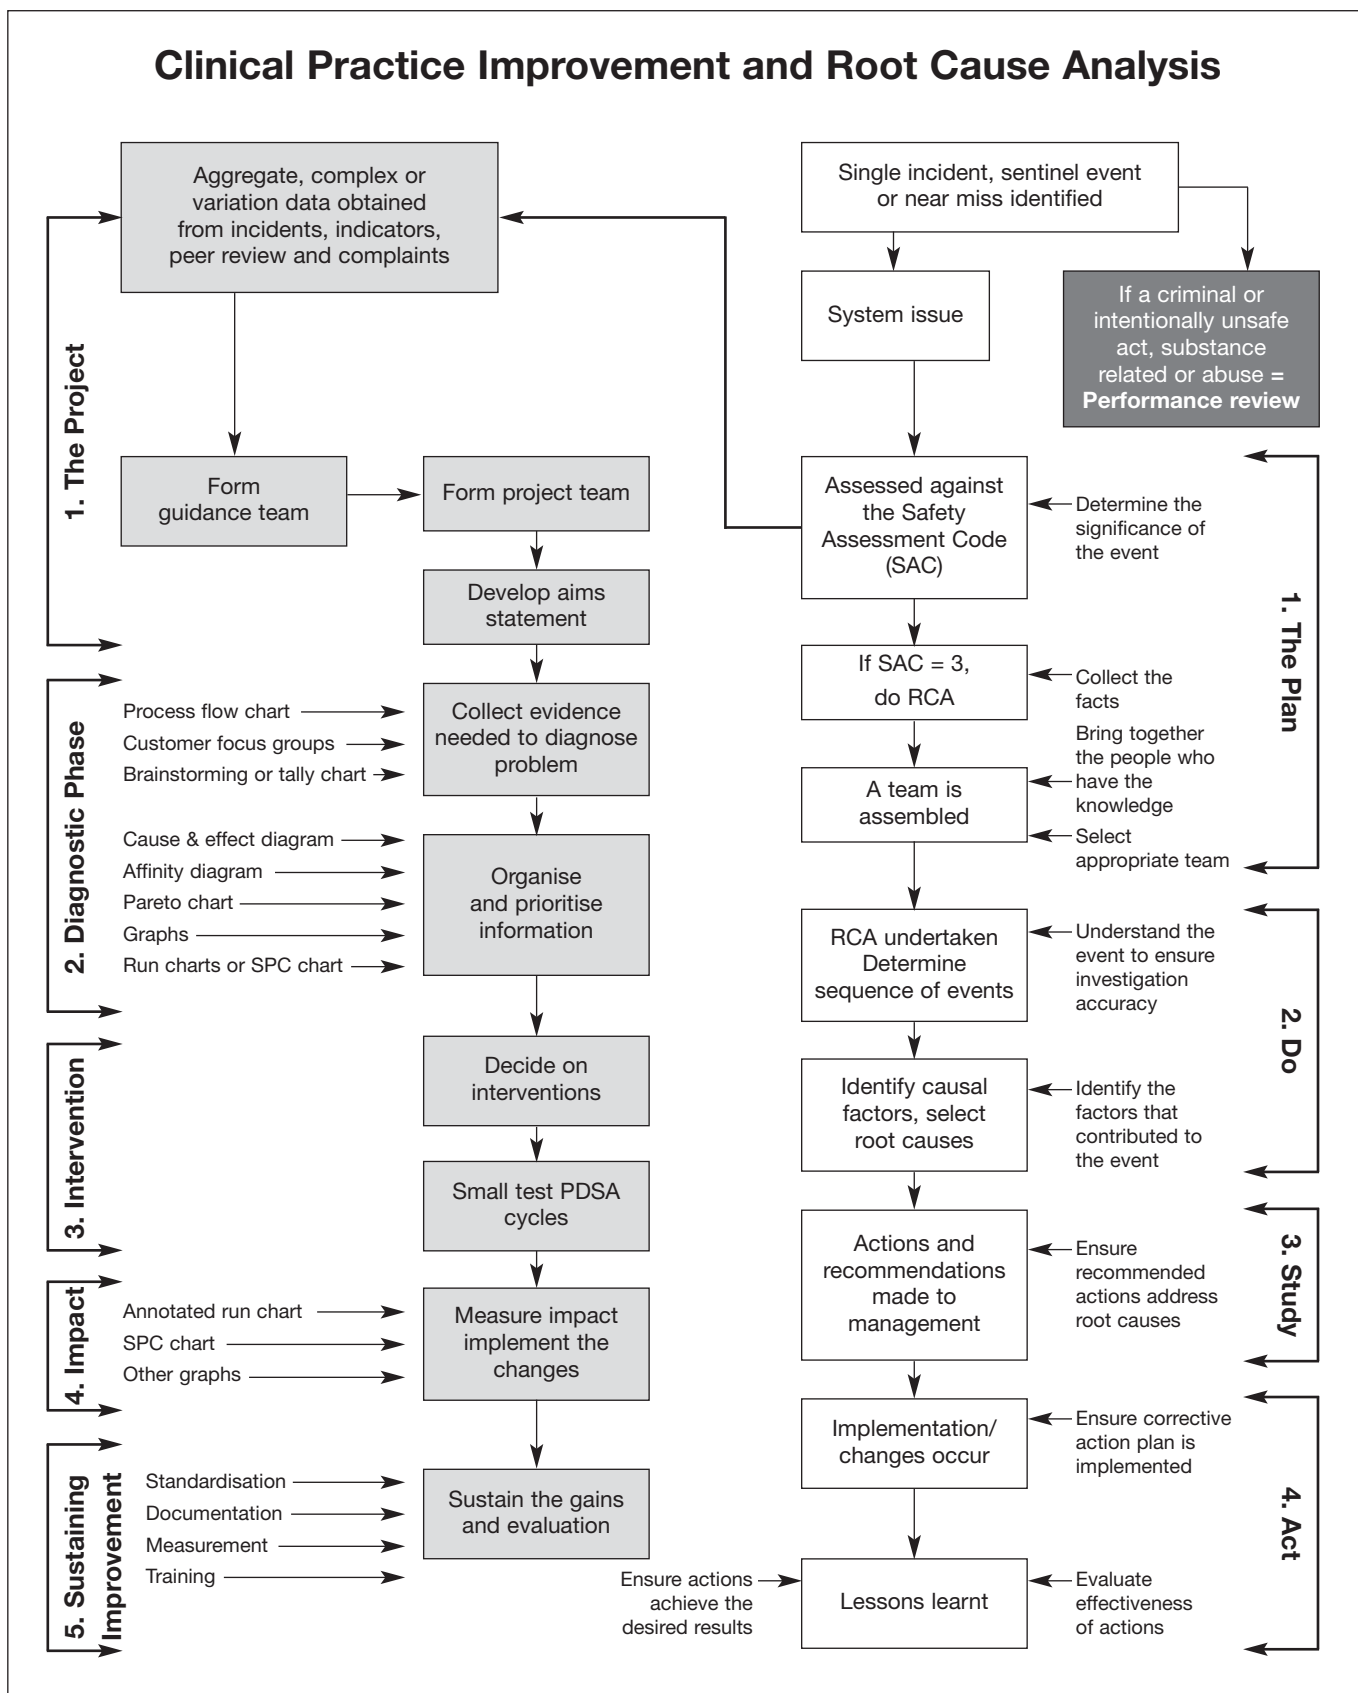 Clinical Practice Improvement and Root Cause Analysis
Aggregate, complex or
variation data obtained
from incidents, indicators,
peer review and complaints
Form
guidance team
Form project team
Develop aims
statement
1. The Project
Process flow chart
Customer focus groups
Brainstorming or tally chart
Collect evidence
needed to diagnose
problem
Cause & effect diagram
Affinity diagram
Pareto chart
Graphs
Run charts or SPC chart
Organise
and prioritise
information
2. Diagnostic Phase
Decide on
interventions
Small test PDSA
cycles
3. Intervention
Annotated run chart
SPC chart
Other graphs
Measure impact
implement the
changes
4. Impact
Standardisation
Documentation
Measurement
Training
Sustain the gains
and evaluation
5. Sustaining
Improvement
Single incident, sentinel event
or near miss identified
System issue
If a criminal or
intentionally unsafe
act, substance
related or abuse =
Performance review
Assessed against
the Safety
Assessment Code
(SAC)
Determine the
significance of
the event
If SAC = 3,
do RCA
Collect the
facts
A team is
assembled
Bring together
the people who
have the
knowledge
Select
appropriate team
1. The Plan
RCA undertaken
Determine
sequence of events
Understand the
event to ensure
investigation
accuracy
Identify causal
factors, select
root causes
Identify the
factors that
contributed to
the event
2. Do
Actions and
recommendations
made to
management
Ensure
recommended
actions address
root causes
3. Study
Implementation/
changes occur
Ensure corrective
action plan is
implemented
Ensure actions
achieve the
desired results
Lessons learnt
Evaluate
effectiveness
of actions
4. Act